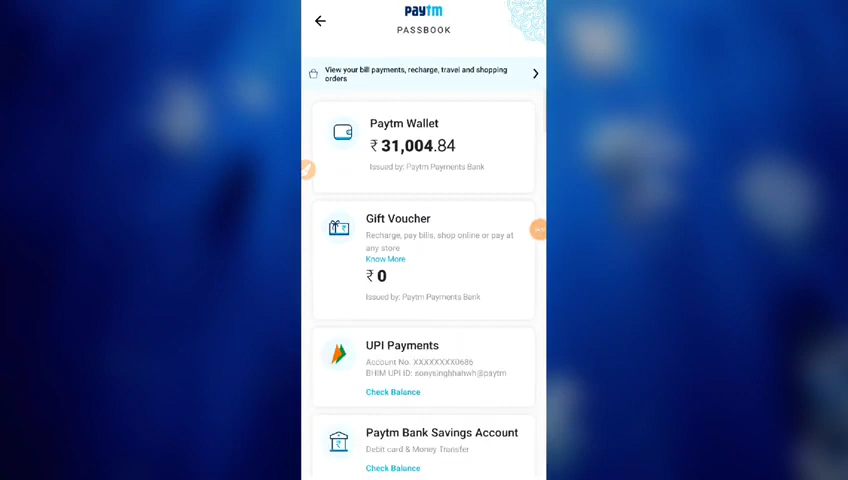 paytm
PASSBOOK
View your bill payments, recharge, travel and shopping
orders
Paytm Wallet
₹ 31,004.84
Issued by: Paytm Payments Bank
Gift Voucher
Recharge, pay bills, shop online or pay at
any store
Know More
₹ 0
Issued by: Paytm Payments Bank
UPI Payments
Account No. XXXXXXXX0686
BHIM UPI ID: sonysinghhahwh@paytm
Check Balance
Paytm Bank Savings Account
Debit card & Money Transfer
Check Balance